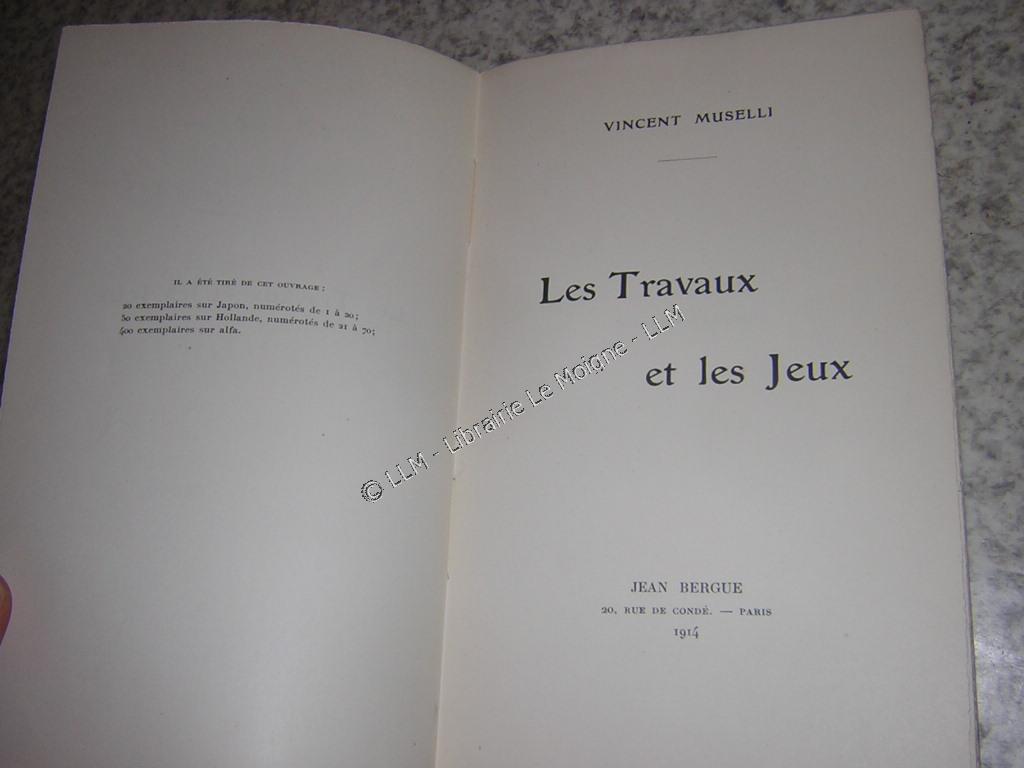 IL A ÉTÉ TIRÉ DE CET OUVRAGE :
20 exemplaires sur Japon, numérotés de 1 à 20;
50 exemplaires sur Hollande, numérotés de 21 à 70;
400 exemplaires sur alfa.
VINCENT MUSELLI
Les Travaux
et les Jeux
JEAN BERGUE
20, RUE DE CONDÉ. — PARIS
1914
© LLM - Librairie Le Moigne - LLM